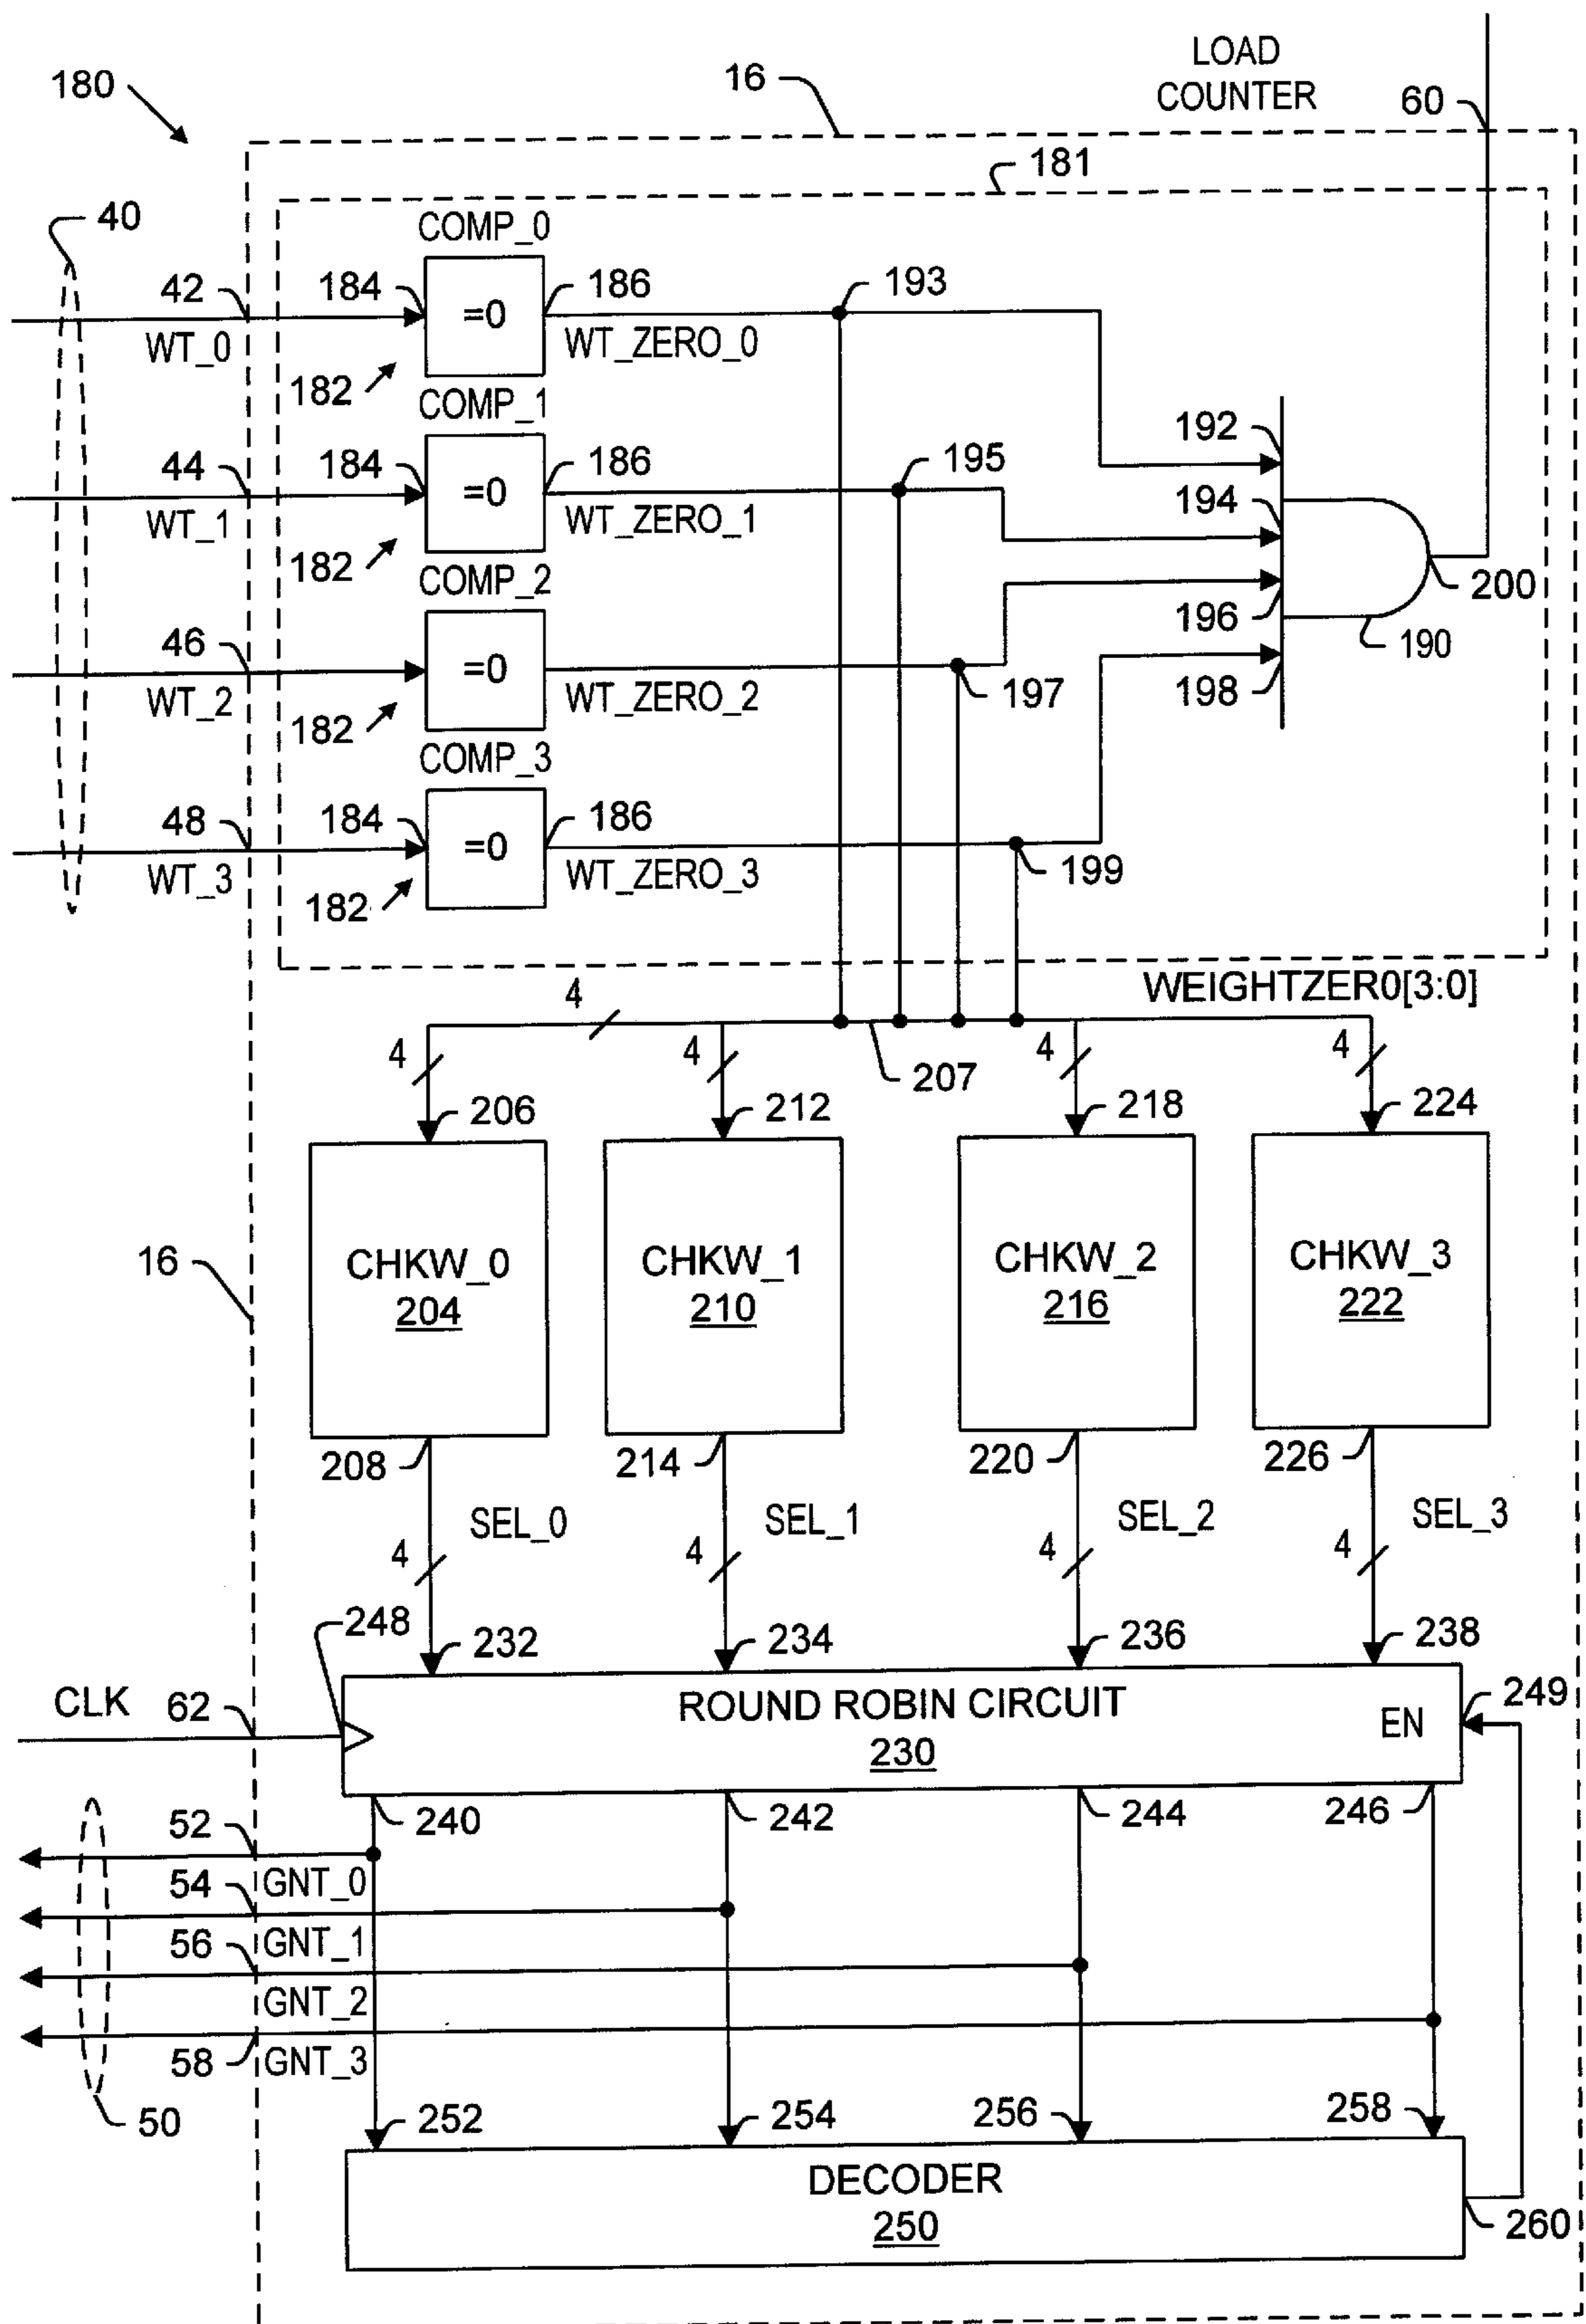 LOAD
COUNTER
180
16
60
181
40
COMP_0
42
184
=0
186
193
WT_0
WT_ZERO_0
182
COMP_1
192
44
184
=0
186
195
194
WT_1
WT_ZERO_1
182
COMP_2
200
196
190
46
184
=0
186
197
198
WT_2
WT_ZERO_2
182
COMP_3
48
184
=0
186
199
WT_3
WT_ZERO_3
182
WEIGHTZER0[3:0]
4
4
4
4
4
207
206
212
218
224
16
CHKW_0
204
CHKW_1
210
CHKW_2
216
CHKW_3
222
208
214
220
226
SEL_0
SEL_1
SEL_2
SEL_3
4
4
4
4
248
232
234
236
238
CLK
62
ROUND ROBIN CIRCUIT
230
EN
249
240
242
244
246
52
GNT_0
54
GNT_1
56
GNT_2
58
GNT_3
50
252
254
256
258
DECODER
250
260